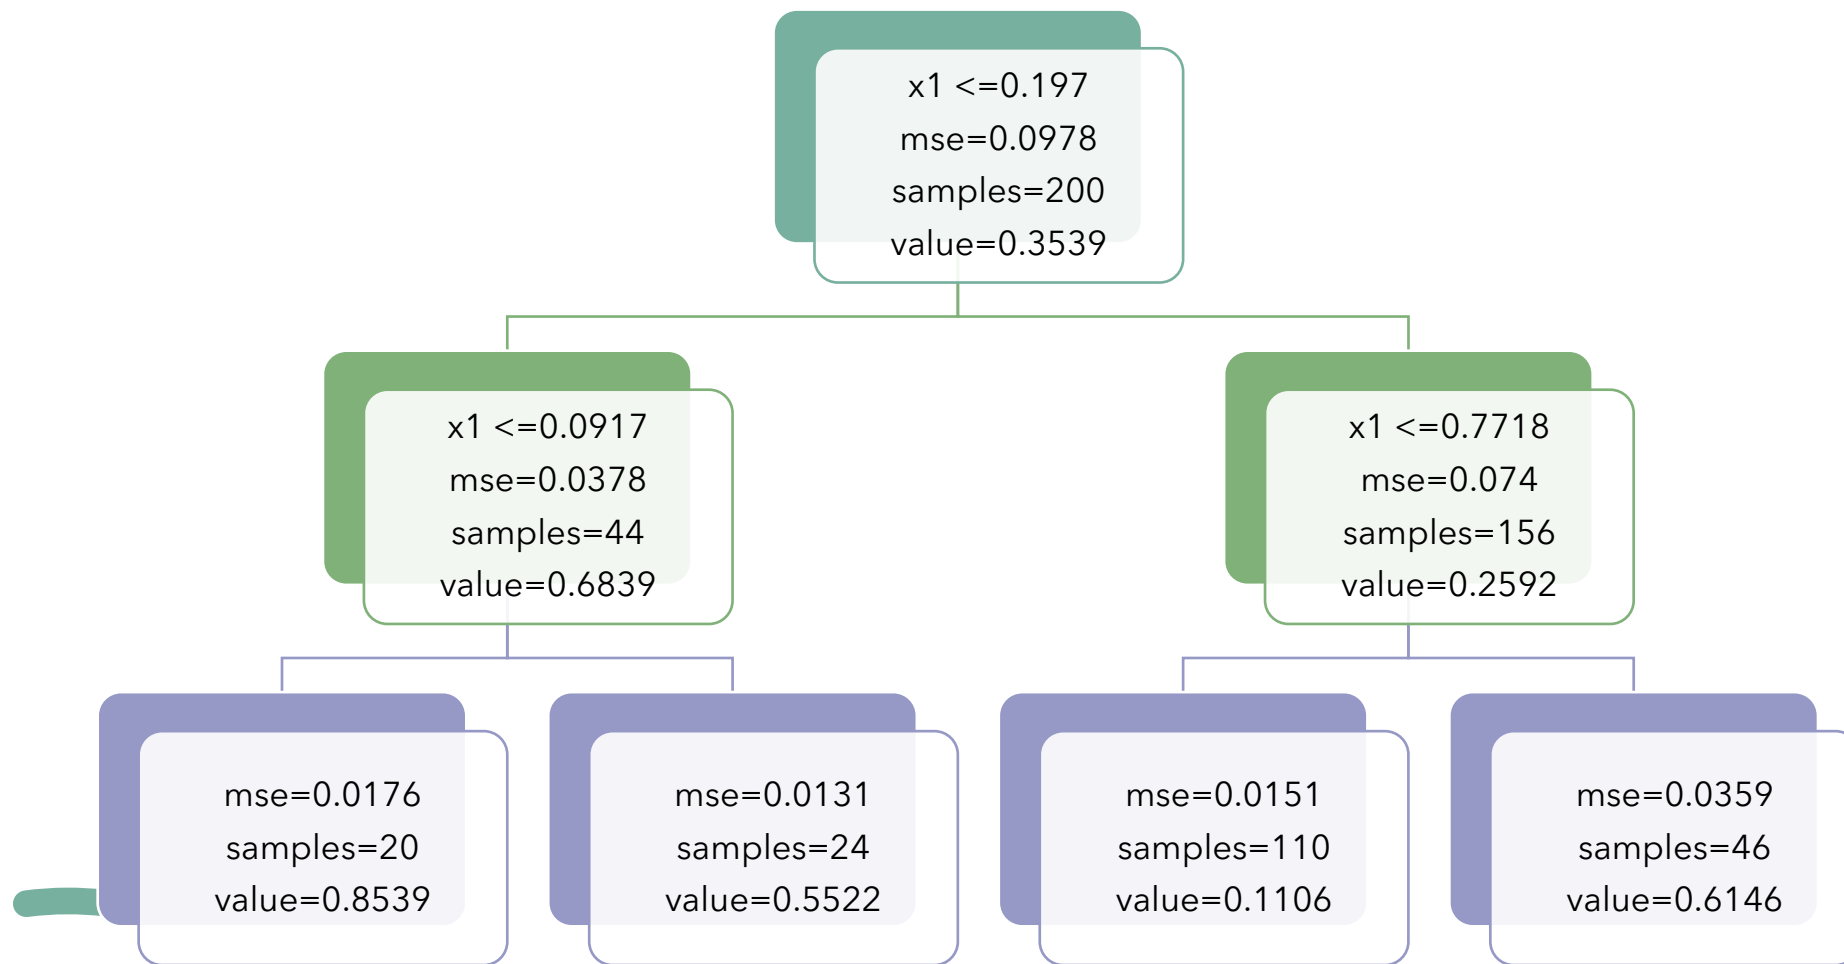 x1 <=0.197
mse=0.0978
samples=200
value=0.3539
x1 <=0.0917
mse=0.0378
samples=44
value=0.6839
x1 <=0.7718
mse=0.074
samples=156
value=0.2592
mse=0.0176
samples=20
value=0.8539
mse=0.0131
samples=24
value=0.5522
mse=0.0151
samples=110
value=0.1106
mse=0.0359
samples=46
value=0.6146